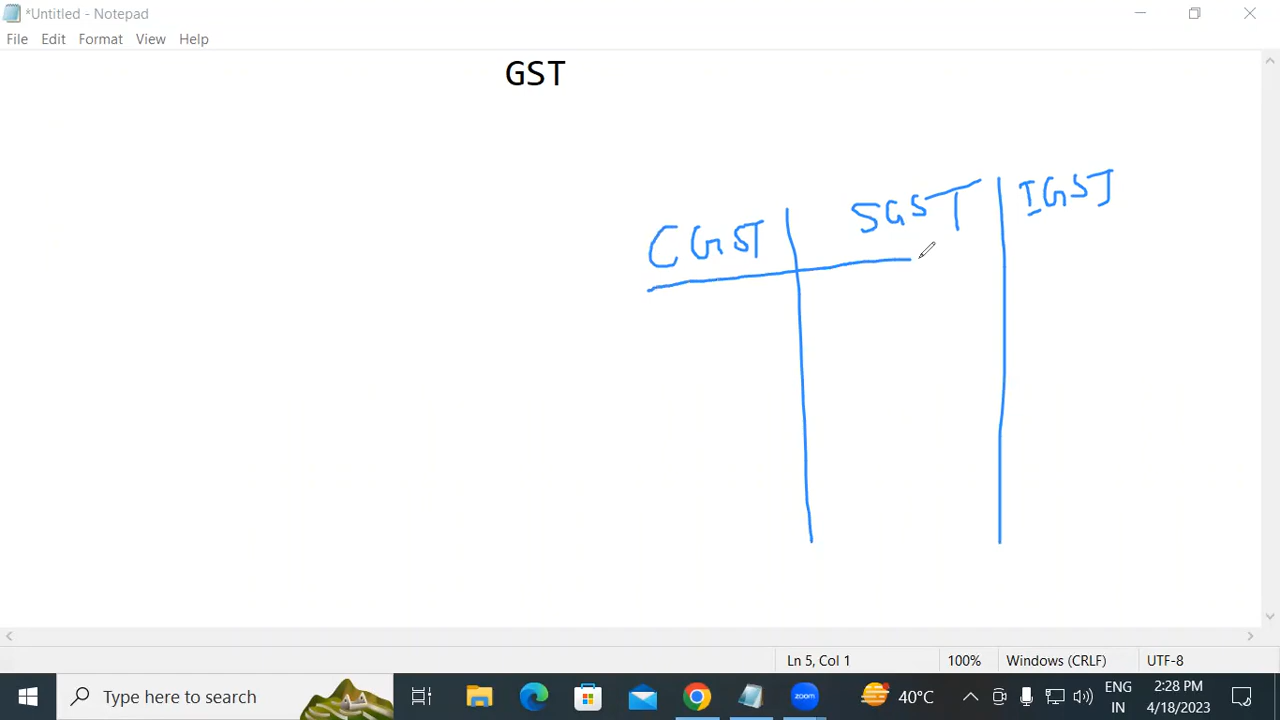 *Untitled - Notepad
File Edit Format View Help
GST
CGST SGST IGST
Ln 5, Col 1 100% Windows (CRLF) UTF-8
Type here to search zoom 40°C ENG IN 2:28 PM 4/18/2023